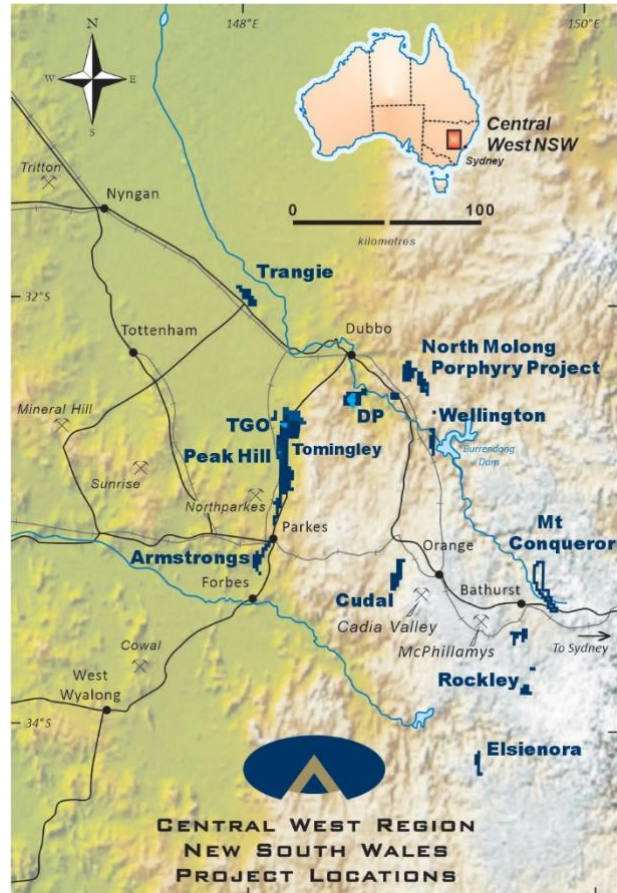 148°E
150°E
N
W
E
S
Central
West NSW
Sydney
0
100
kilometres
Tritton
Nyngan
Trangie
32°S
Tottenham
Dubbo
North Molong
Porphyry Project
Mineral Hill
TGO
DP
Wellington
Burrendong
Dam
Peak Hill
Tomingley
Sunrise
Northparkes
Parkes
Mt
Conqueror
Armstrongs
Orange
Forbes
Cudal
Bathurst
Cadia Valley
McPhillamys
To Sydney
Cowal
West
Wyalong
Rockley
34°S
Elsienora
CENTRAL WEST REGION
NEW SOUTH WALES
PROJECT LOCATIONS